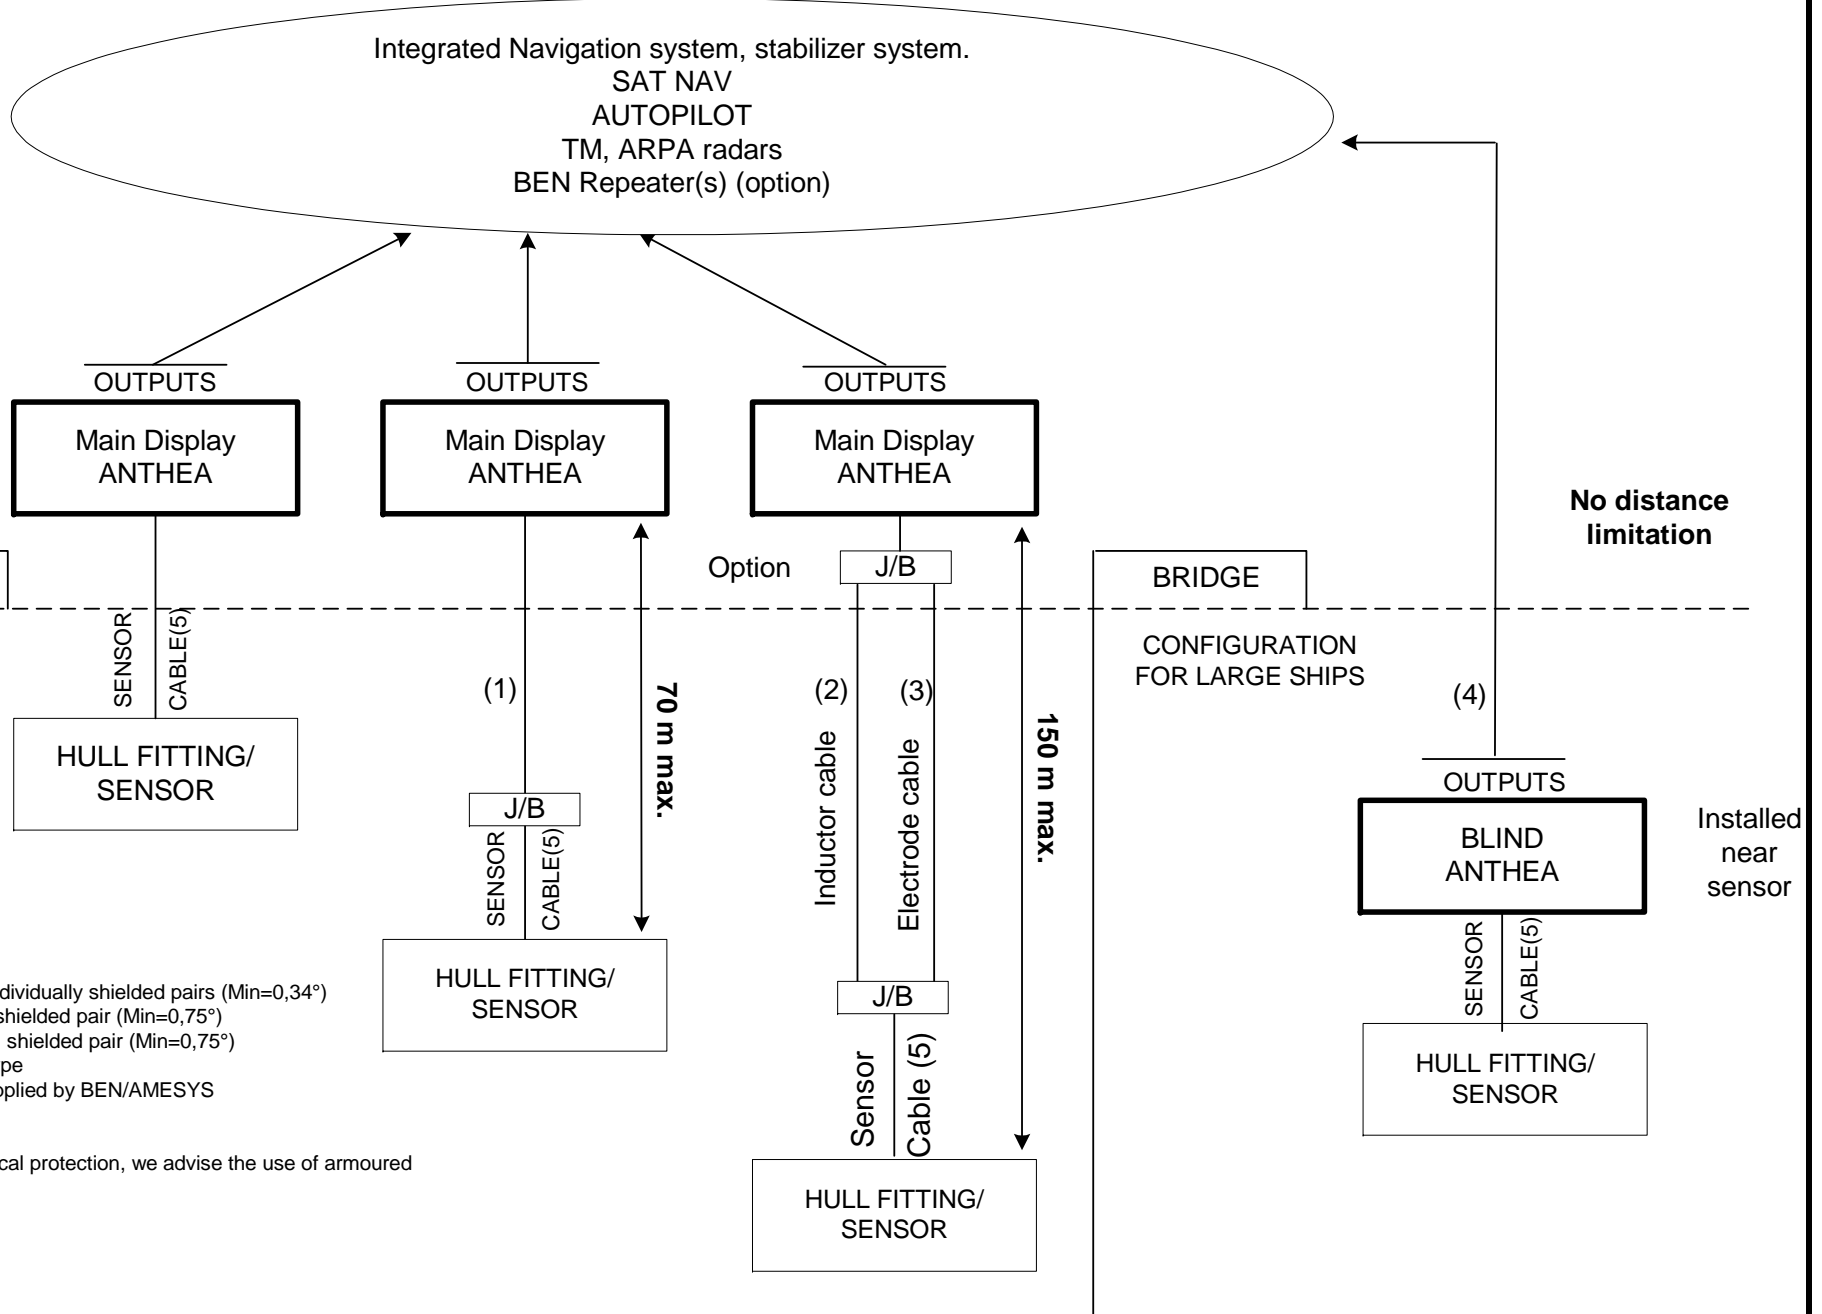 Integrated Navigation system, stabilizer system.
SAT NAV
AUTOPILOT
TM, ARPA radars
BEN Repeater(s) (option)
OUTPUTS
Main Display
ANTHEA
SENSOR
CABLE(5)
HULL FITTING/
SENSOR
OUTPUTS
Main Display
ANTHEA
(1)
70 m max.
J/B
SENSOR
CABLE(5)
HULL FITTING/
SENSOR
OUTPUTS
Main Display
ANTHEA
Option
J/B
(2)
(3)
Inductor cable
Electrode cable
150 m max.
J/B
Sensor
Cable (5)
HULL FITTING/
SENSOR
No distance
limitation
BRIDGE
CONFIGURATION
FOR LARGE SHIPS
(4)
OUTPUTS
BLIND
ANTHEA
Installed
near
sensor
SENSOR
CABLE(5)
HULL FITTING/
SENSOR
individually shielded pairs (Min=0,34°)
shielded pair (Min=0,75°)
shielded pair (Min=0,75°)
by BEN/AMESYS
protection, we advise the use of armoured